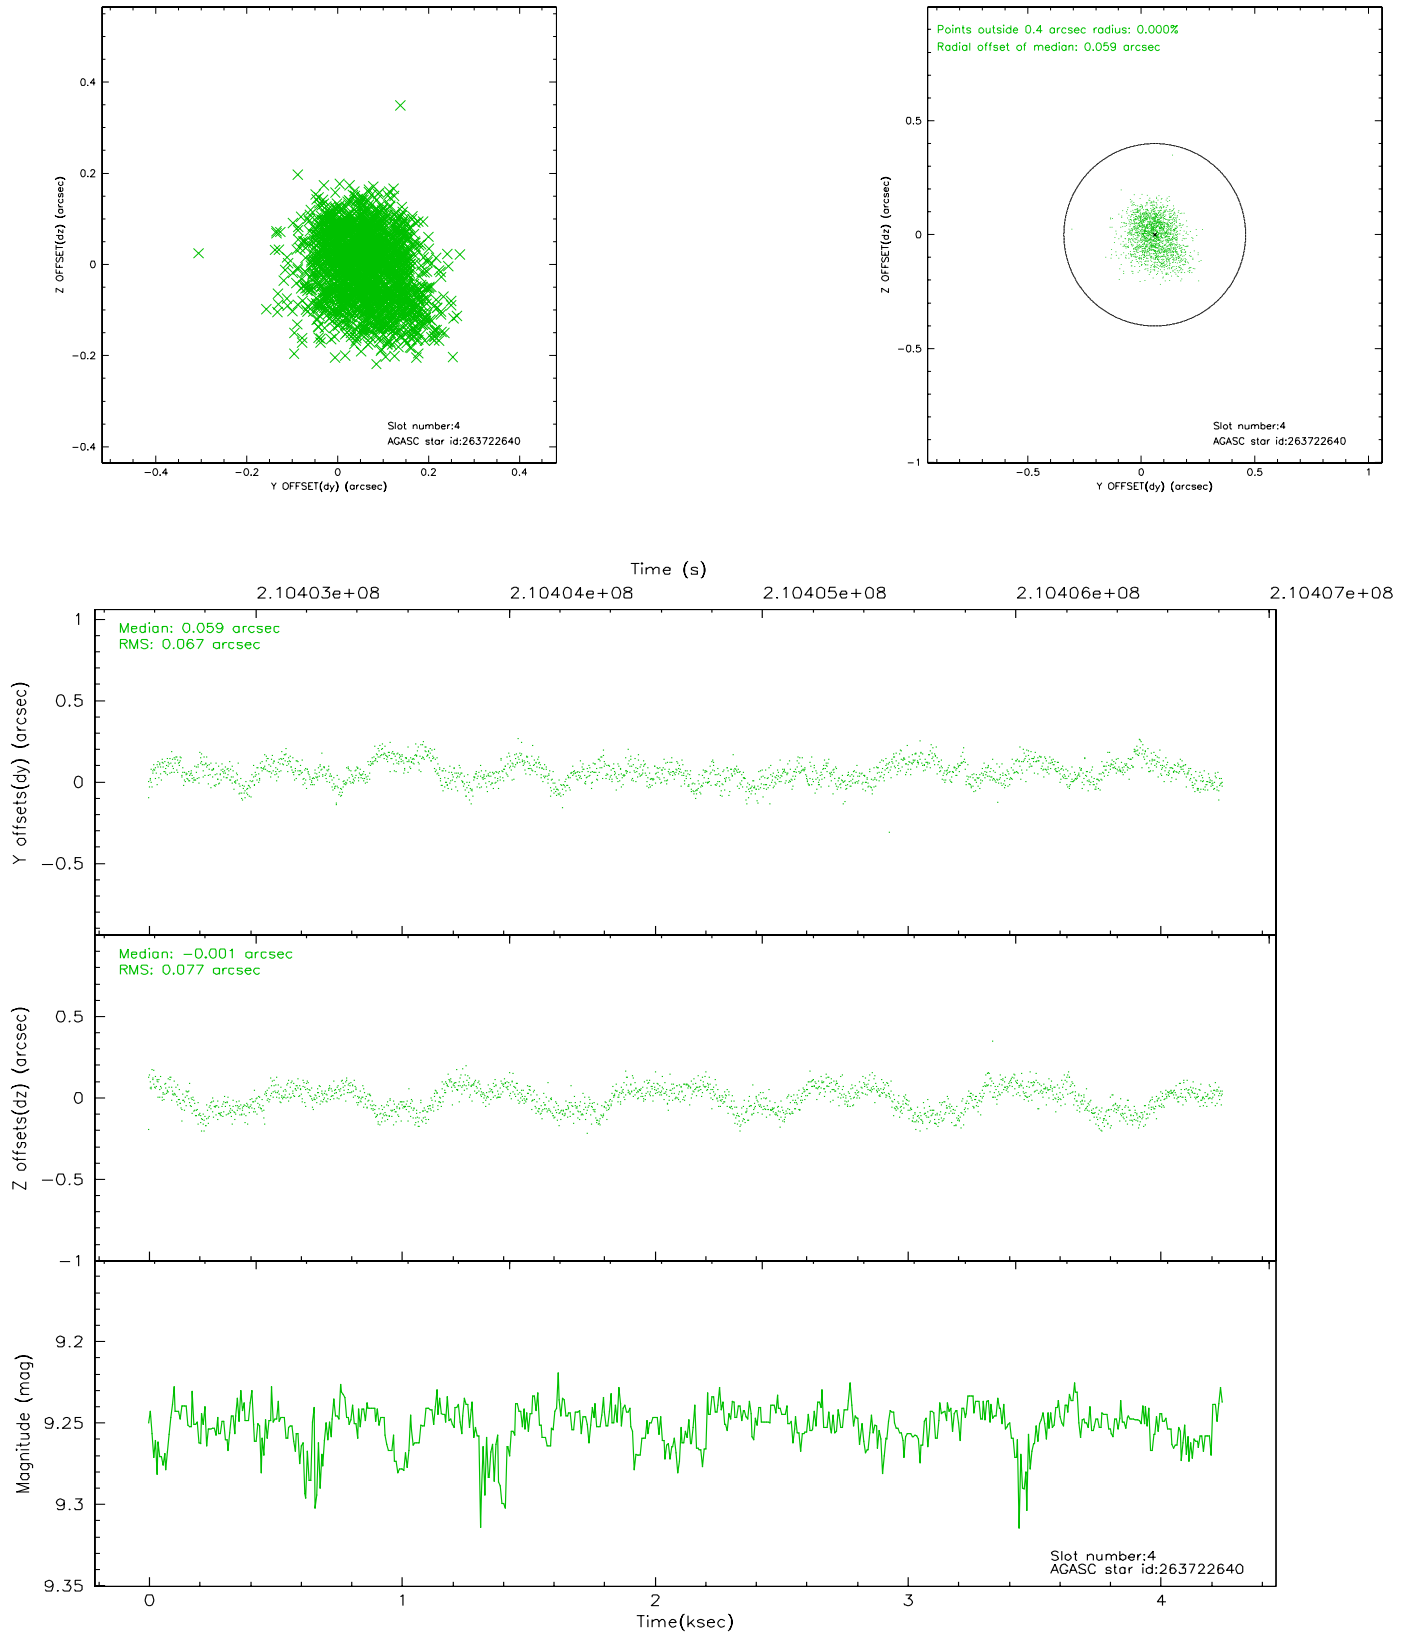 0.4
0.2
0
-0.2
-0.4
Z OFFSET(dz) (arcsec)
Slot number:4
AGASC star id:263722640
-0.4 -0.2 0 0.2 0.4
Y OFFSET(dy) (arcsec)
Points outside 0.4 arcsec radius: 0.000%
Radial offset of median: 0.059 arcsec
0.5
0
-0.5
-1
Z OFFSET(dz) (arcsec)
Slot number:4
AGASC star id:263722640
-0.5 0 0.5 1
Y OFFSET(dy) (arcsec)
Time (s)
2.10403e+08 2.10404e+08 2.10405e+08 2.10406e+08 2.10407e+08
Median: 0.059 arcsec
RMS: 0.067 arcsec
1
0.5
0
-0.5
Y offsets(dy) (arcsec)
Median: -0.001 arcsec
RMS: 0.077 arcsec
0.5
0
-0.5
-1
Z offsets(dz) (arcsec)
9.2
9.25
9.3
9.35
Magnitude (mag)
Slot number:4
AGASC star id:263722640
0 1 2 3 4
Time(ksec)